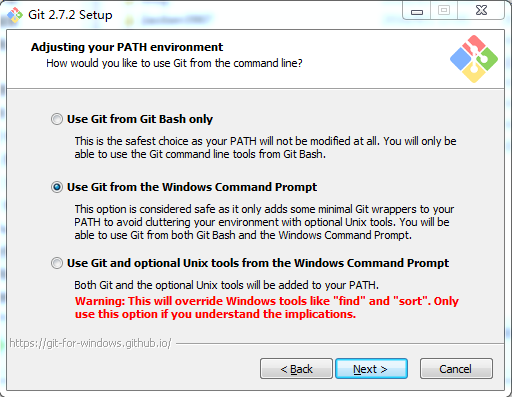 Git 2.7.2 Setup
Adjusting your PATH environment
How would you like to use Git from the command line?
Use Git from Git Bash only
This is the safest choice as your PATH will not be modified at all. You will only be
able to use the Git command line tools from Git Bash.
Use Git from the Windows Command Prompt
This option is considered safe as it only adds some minimal Git wrappers to your
PATH to avoid cluttering your environment with optional Unix tools. You will be
able to use Git from both Git Bash and the Windows Command Prompt.
Use Git and optional Unix tools from the Windows Command Prompt
Both Git and the optional Unix tools will be added to your PATH.
Warning: This will override Windows tools like "find" and "sort". Only
use this option if you understand the implications.
https://git-for-windows.github.io/
< Back
Next >
Cancel